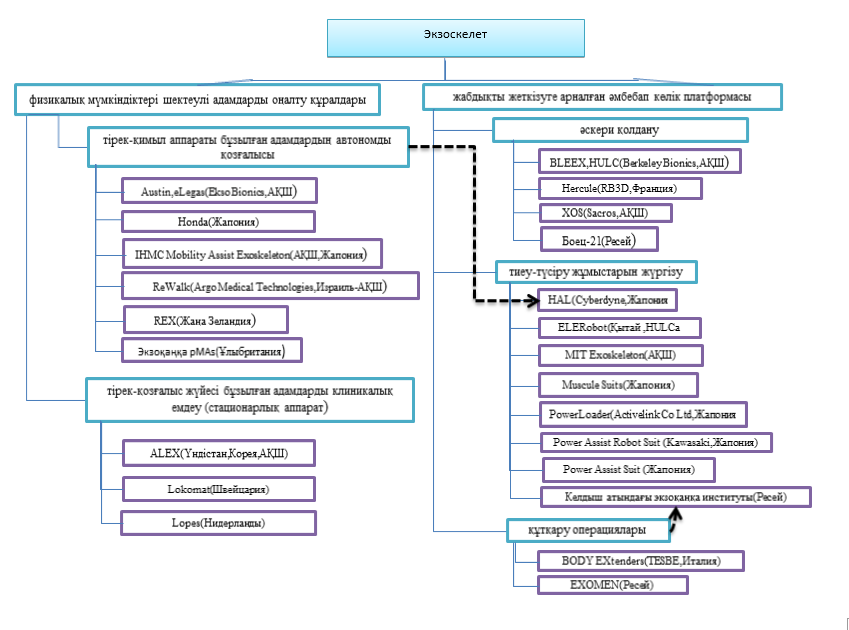 Экзоскелет
физикалық мүмкіндіктері шектеулі адамдарды оңалту құралдары
тірек-қимыл аппараты бұзылған адамдардың автономды
қозғалысы
Austin,eLegas(EksoBionics,АҚШ)
Honda(Жапония)
IHMC Mobility Assist Exoskeleton(АҚШ,Жапония)
ReWalk(Argo Medical Technologies,Израиль-АҚШ)
REX(Жаңа Зеландия)
Экзоқаңқа pMAs(Ұлыбритания)
тірек-қозғалыс жүйесі бұзылған адамдарды клиникалық
емдеу (стационарлық аппарат)
ALEX(Үндістан,Корея,АҚШ)
Lokomat(Швейцария)
Lopes(Нидерланды)
жабдықты жеткізуге арналған әмбебап көлік платформасы
әскери қолдану
BLEEX,HULC(BerkeleyBionics,АҚШ)
Hercule(RB3D,Франция)
XOS(Sacros,АҚШ)
Боец-21(Ресей)
тиеу-түсіру жұмыстарын жүргізу
HAL(Cyberdyne,Жапония
ELERobot(Қытай ,HULCa
MIT Exoskeleton(АҚШ)
Muscule Suits(Жапония)
PowerLoader(ActivelinkCo Ltd,Жапония
Power Assist Robot Suit (Kawasaki,Жапония)
Power Assist Suit (Жапония)
Келдыш атындағы экзоқаңқа институты(Ресей)
құтқару операциялары
BODY EXtenders(TESBE,Италия)
EXOMEN(Ресей)